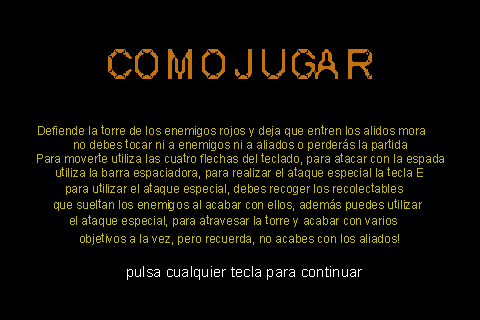 COMO JUGAR
Defiende la torre de los enemigos rojos y deja que entren los alidos mora
no debes tocar ni a enemigos ni a aliados o perderás la partida
Para moverte utiliza las cuatro flechas del teclado, para atacar con la espada
utiliza la barra espaciadora, para realizar el ataque especial la tecla E
para utilizar el ataque especial, debes recoger los recolectables
que sueltan los enemigos al acabar con ellos, además puedes utilizar
el ataque especial, para atravesar la torre y acabar con varios
objetivos a la vez, pero recuerda, no acabes con los aliados!
pulsa cualquier tecla para continuar